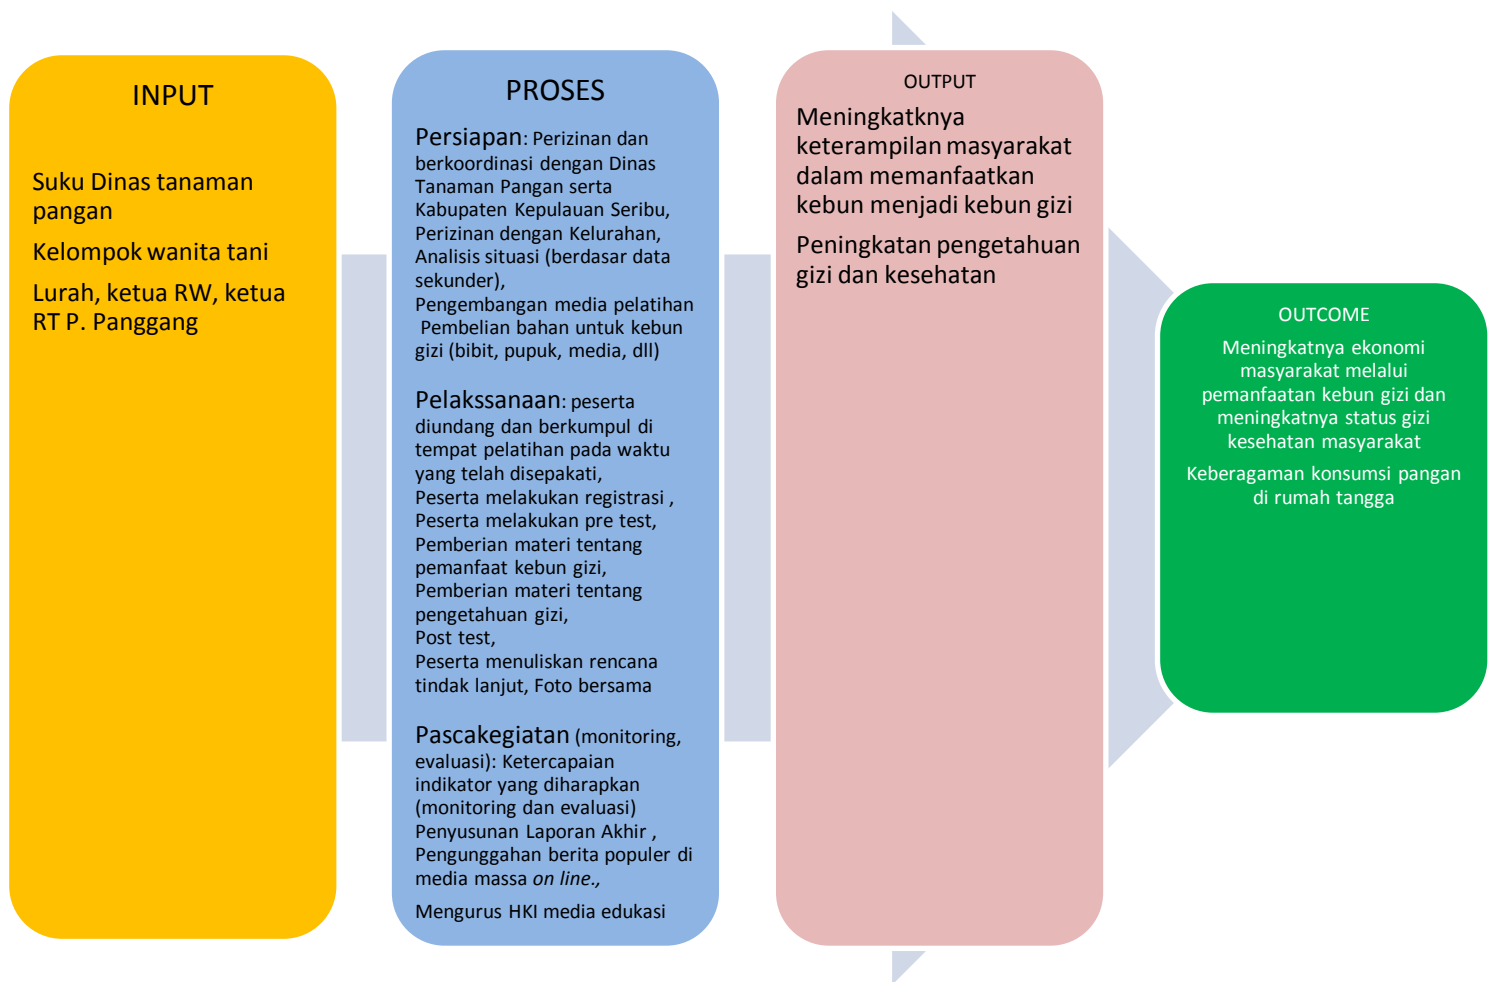 INPUT
Suku Dinas tanaman
pangan
Kelompok wanita tani
Lurah, ketua RW, ketua
RT P. Panggang
PROSES
Persiapan: Perizinan dan
berkoordinasi dengan Dinas
Tanaman Pangan serta
Kabupaten Kepulauan Seribu,
Perizinan dengan Kelurahan,
Analisis situasi (berdasar data
sekunder),
Pengembangan media pelatihan
Pembelian bahan untuk kebun
gizi (bibit, pupuk, media, dll)
Pelakssanaan: peserta
diundang dan berkumpul di
tempat pelatihan pada waktu
yang telah disepakati,
Peserta melakukan registrasi ,
Peserta melakukan pre test,
Pemberian materi tentang
pemanfaat kebun gizi,
Pemberian materi tentang
pengetahuan gizi,
Post test,
Peserta menuliskan rencana
tindak lanjut, Foto bersama
Pascakegiatan (monitoring,
evaluasi): Ketercapaian
indikator yang diharapkan
(monitoring dan evaluasi)
Penyusunan Laporan Akhir ,
Pengunggahan berita populer di
media massa on line.,
Mengurus HKI media edukasi
OUTPUT
Meningkatknya
keterampilan masyarakat
dalam memanfaatkan
kebun menjadi kebun gizi
Peningkatan pengetahuan
gizi dan kesehatan
OUTCOME
Meningkatnya ekonomi
masyarakat melalui
pemanfaatan kebun gizi dan
meningkatnya status gizi
kesehatan masyarakat
Keberagaman konsumsi pangan
di rumah tangga